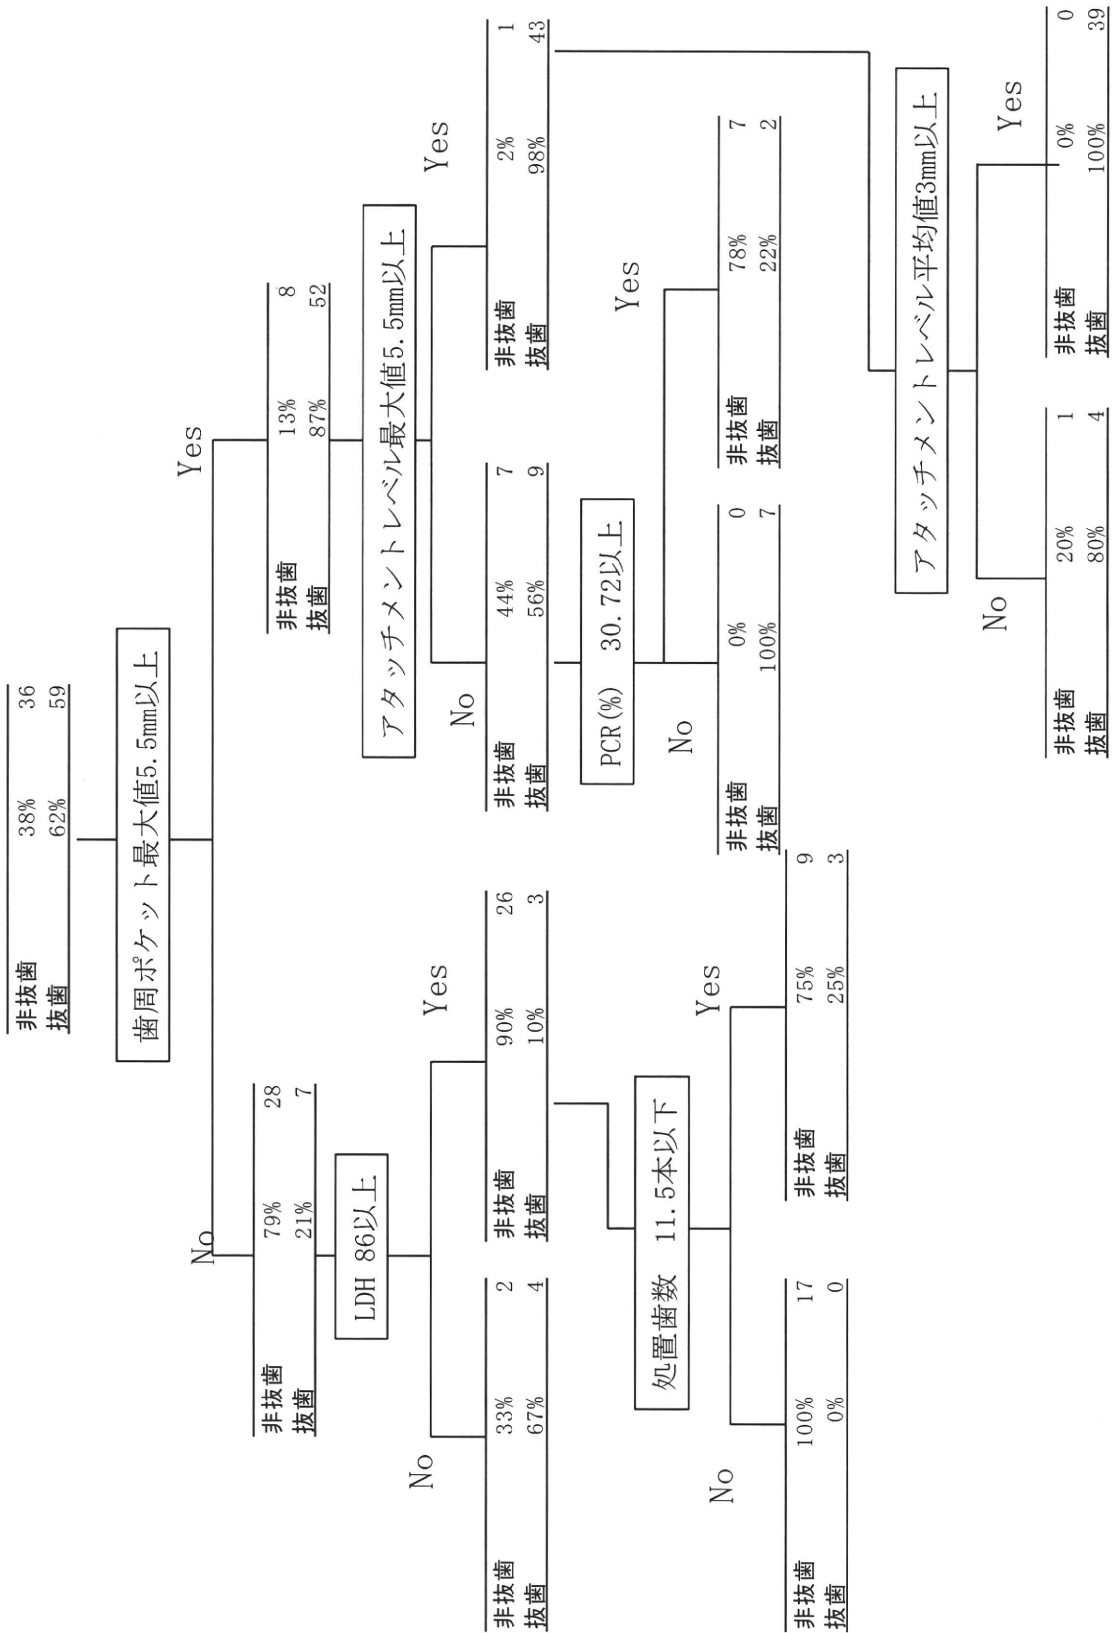 非抜歯 38% 36
抜歯 62% 59
歯周ポケット最大値5.5mm以上
No
Yes
非抜歯 79% 28
抜歯 21% 7
非抜歯 13% 8
抜歯 87% 52
LDH 86以上
アタッチメントレベル最大値5.5mm以上
No
Yes
No
Yes
非抜歯 33% 2
抜歯 67% 4
非抜歯 90% 26
抜歯 10% 3
非抜歯 44% 7
抜歯 56% 9
非抜歯 2% 1
抜歯 98% 43
処置歯数 11.5本以下
PCR(%) 30.72以上
No
Yes
No
Yes
非抜歯 100% 17
抜歯 0% 0
非抜歯 75% 9
抜歯 25% 3
非抜歯 0% 0
抜歯 100% 7
非抜歯 78% 7
抜歯 22% 2
アタッチメントレベル平均値3mm以上
No
Yes
非抜歯 20% 1
抜歯 80% 4
非抜歯 0% 0
抜歯 100% 39